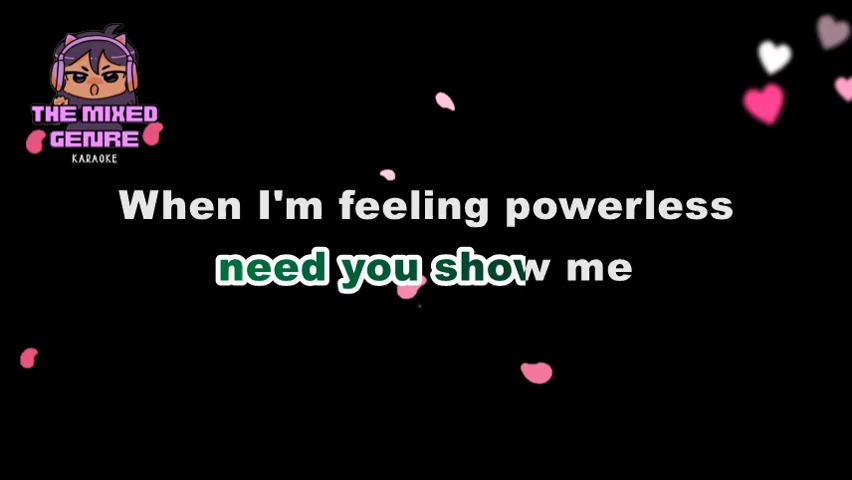 THE MIXED
GENRE
KARAOKE
When I'm feeling powerless
need you show me